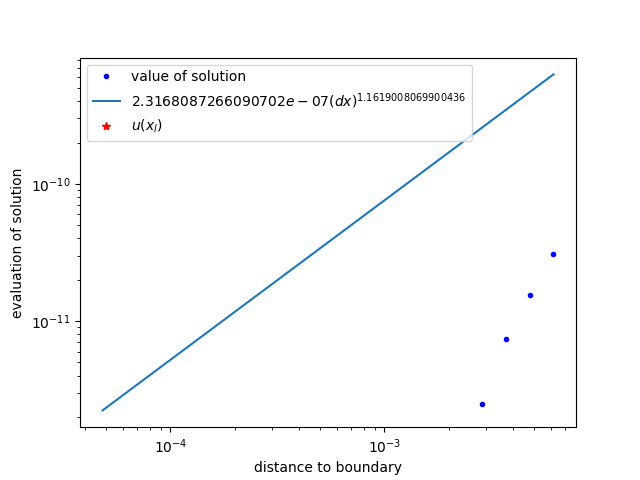 value of solution
2.3168087266090702e − 07(dx)^1.1619008069900436
u(x_l)
evaluation of solution
10^−10
10^−11
10^−4
10^−3
distance to boundary